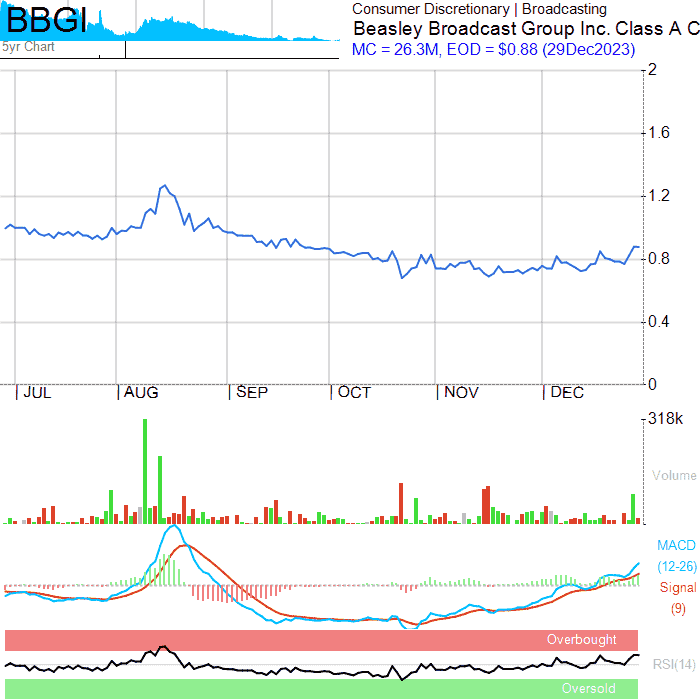 BBGI
5yr Chart
Consumer Discretionary | Broadcasting
Beasley Broadcast Group Inc. Class A C
MC = 26.3M, EOD = $0.88 (29Dec2023)
2
1.6
1.2
0.8
0.4
0
JUL AUG SEP OCT NOV DEC
318k
Volume
MACD
(12-26)
Signal
(9)
Overbought
RSI(14)
Oversold